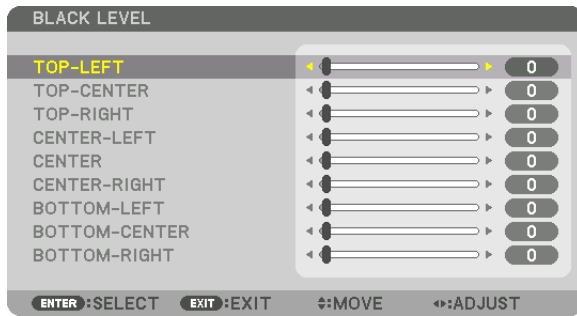 BLACK LEVEL
TOP-LEFT 0
TOP-CENTER 0
TOP-RIGHT 0
CENTER-LEFT 0
CENTER 0
CENTER-RIGHT 0
BOTTOM-LEFT 0
BOTTOM-CENTER 0
BOTTOM-RIGHT 0
ENTER :SELECT EXIT :EXIT :MOVE :ADJUST